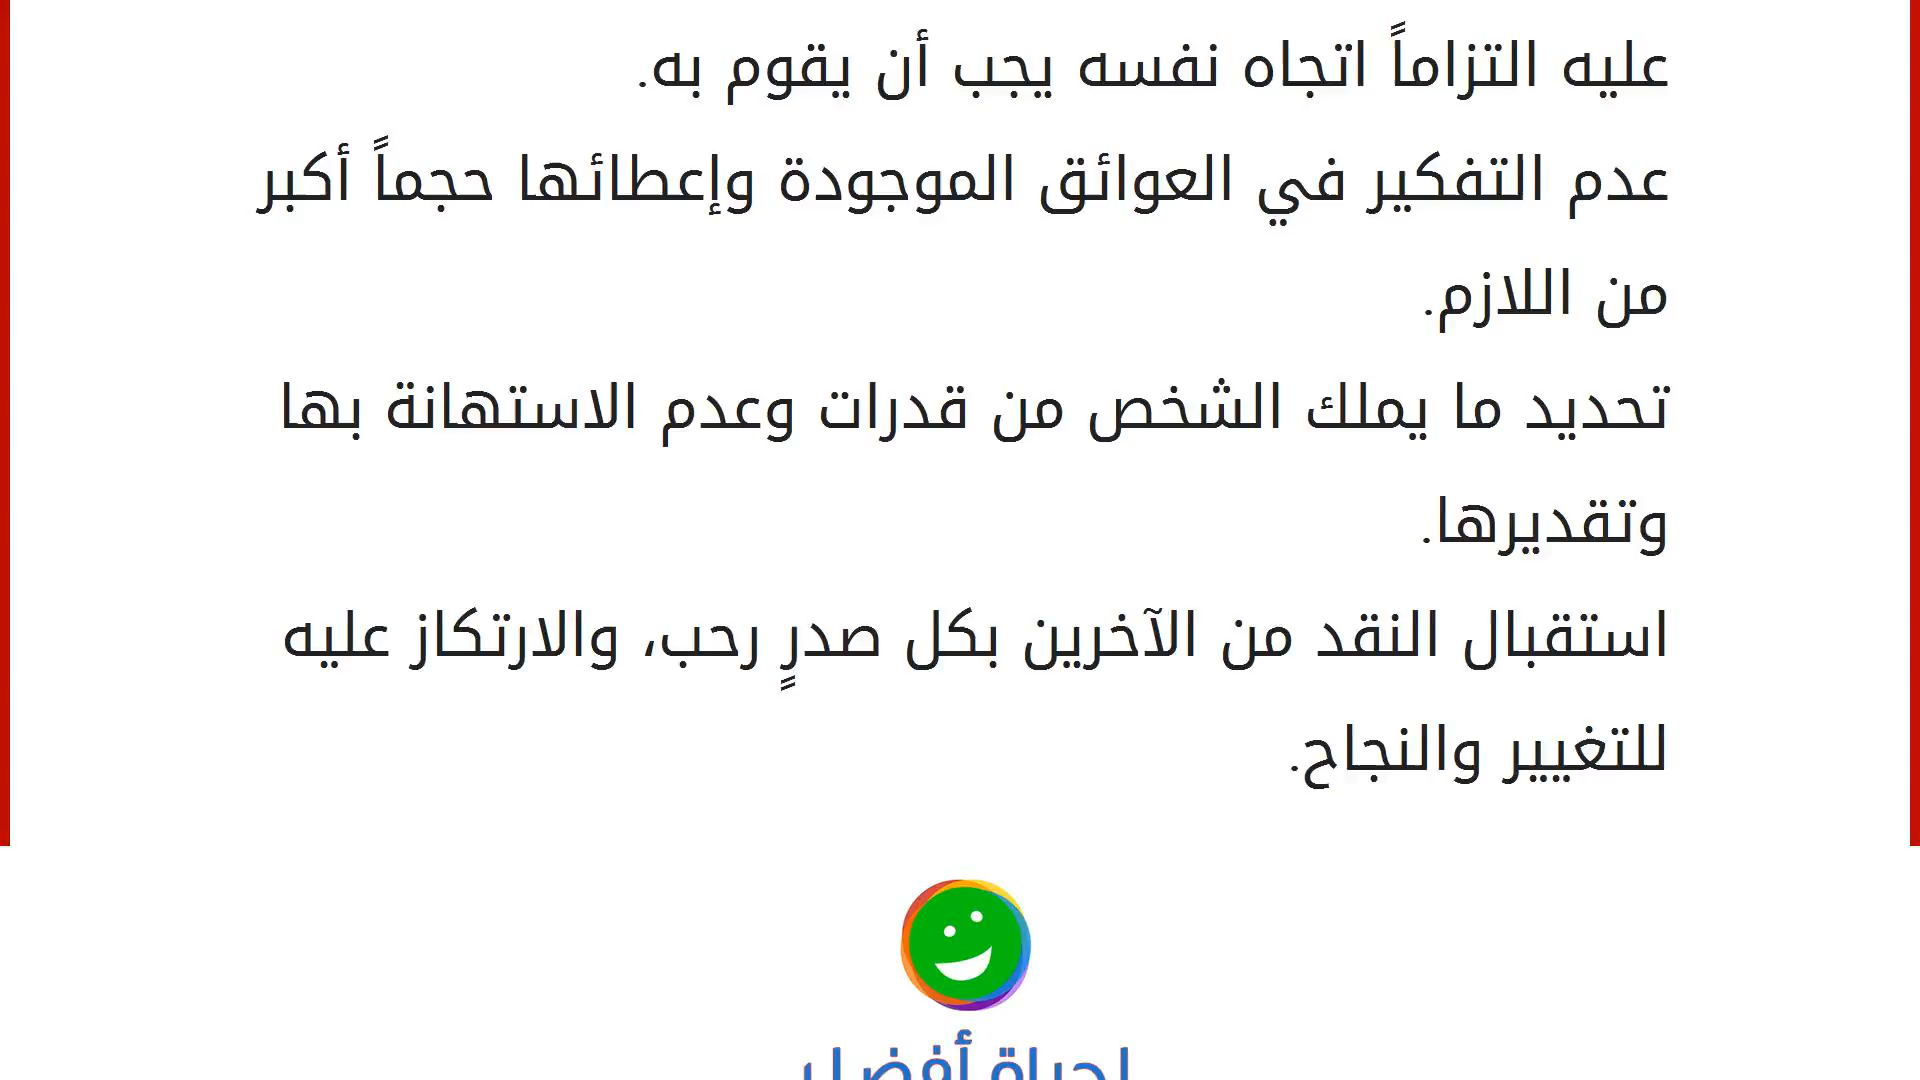 عليه التزاماً اتجاه نفسه يجب أن يقوم به.
عدم التفكير في العوائق الموجودة وإعطائها حجماً أكبر
من اللازم.
تحديد ما يملك الشخص من قدرات وعدم الاستهانة بها
وتقديرها.
استقبال النقد من الآخرين بكل صدرٍ رحب، والارتكاز عليه
للتغيير والنجاح.
لحياة أفضل